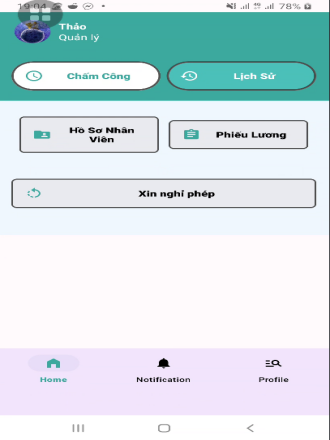 19:04 78%
Thảo
Quản lý
Chấm Công Lịch Sử
Hồ Sơ Nhân
Viên
Phiếu Lương
Xin nghỉ phép
Home Notification Profile